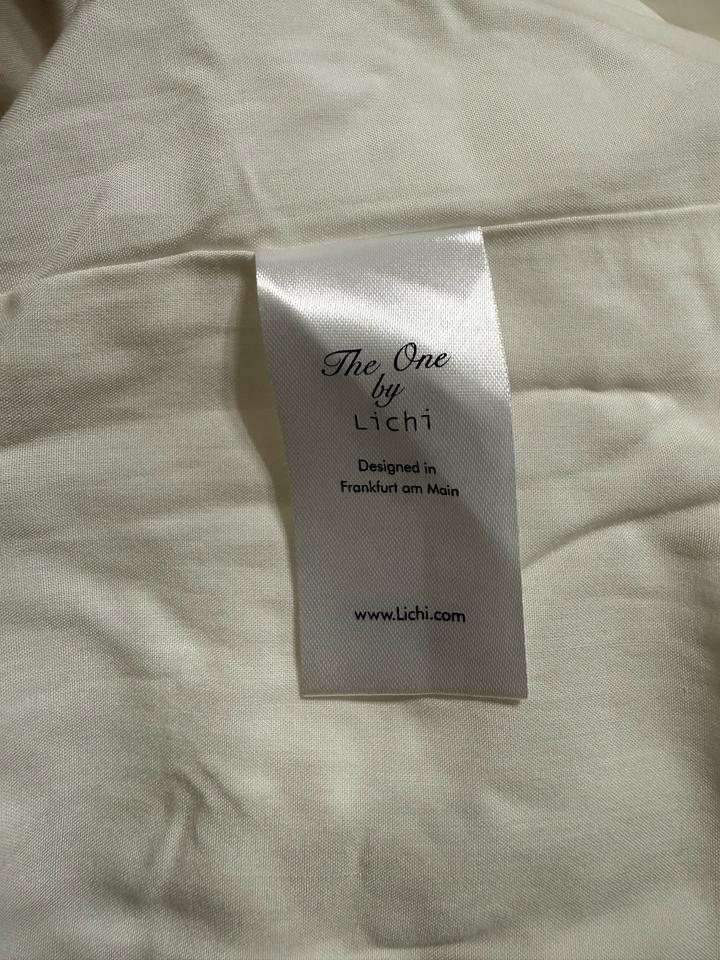 The One
by
Lichi
Designed in
Frankfurt am Main
www.Lichi.com